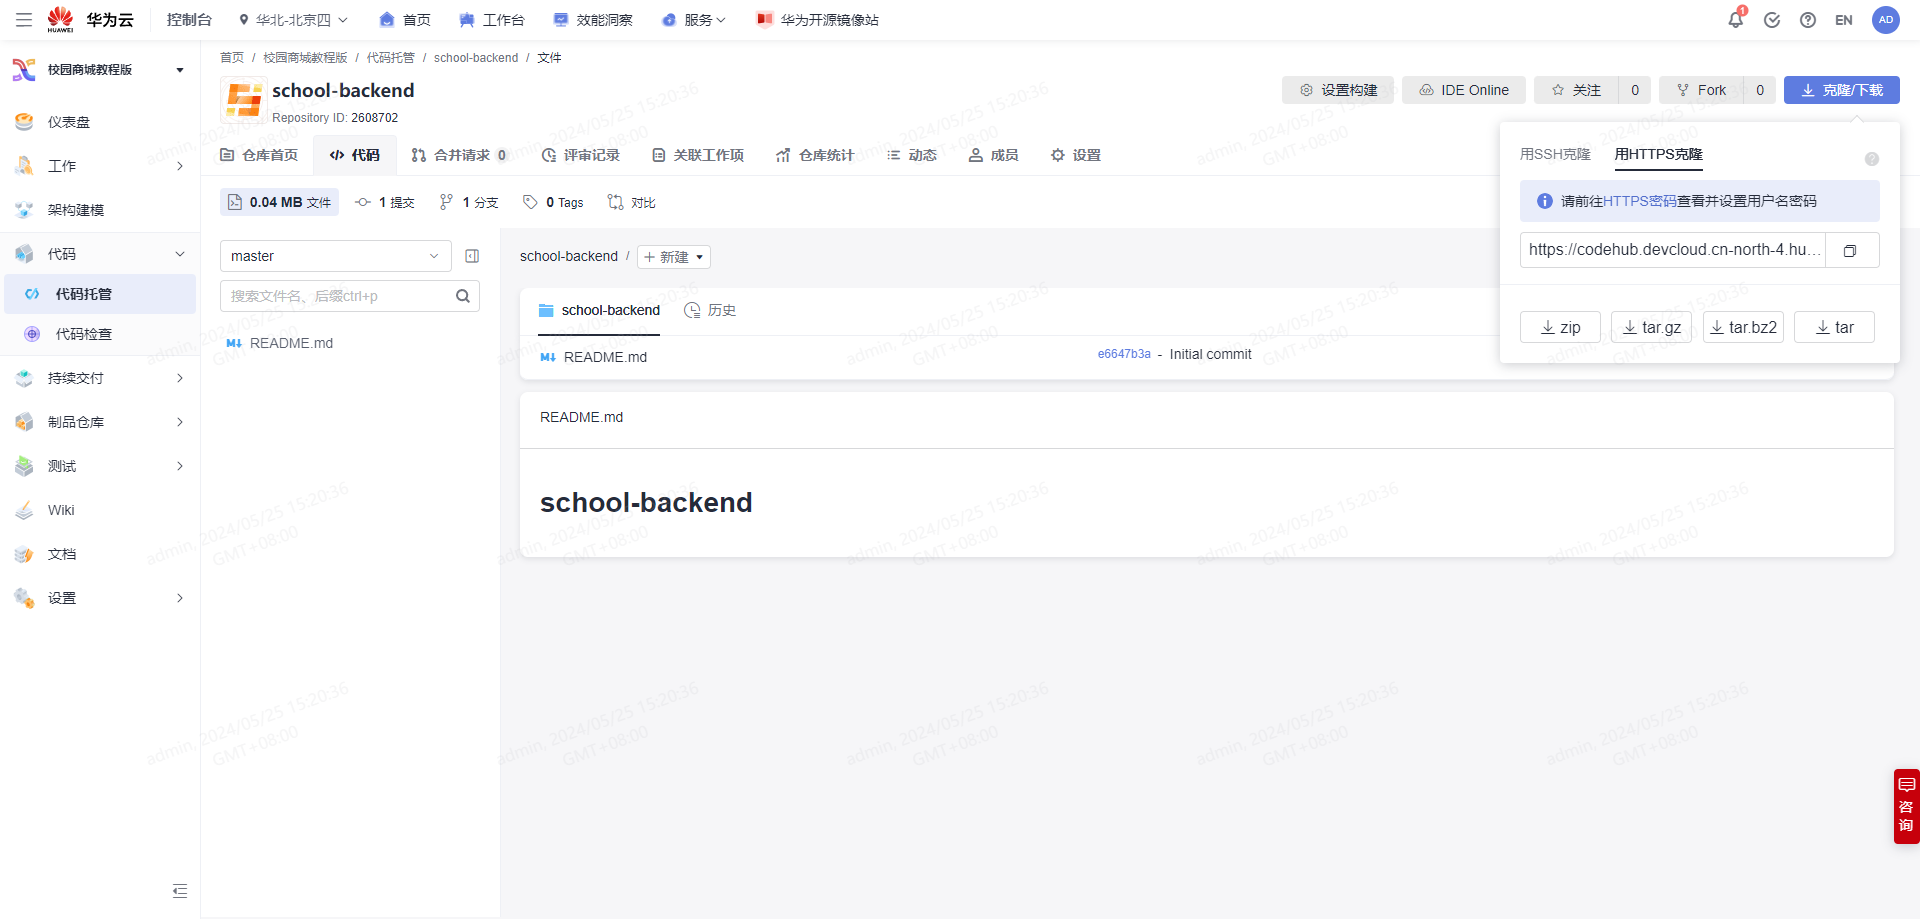 HUAWEI 华为云 控制台 华北-北京四 首页 工作台 效能洞察 服务 华为开源镜像站 1 EN AD
校园商城教程版
仪表盘
工作
架构建模
代码
代码托管
代码检查
持续交付
制品仓库
测试
Wiki
文档
设置
首页 / 校园商城教程版 / 代码托管 / school-backend / 文件
school-backend
Repository ID: 2608702
设置构建 IDE Online 关注 0 Fork 0 克隆/下载
仓库首页 代码 合并请求 0 评审记录 关联工作项 仓库统计 动态 成员 设置
0.04 MB 文件 1 提交 1 分支 0 Tags 对比
master
搜索文件名、后缀ctrl+p
README.md
school-backend / 新建
school-backend 历史
README.md e6647b3a - Initial commit
README.md
school-backend
用SSH克隆 用HTTPS克隆
请前往HTTPS密码查看并设置用户名密码
https://codehub.devcloud.cn-north-4.hu...
zip tar.gz tar.bz2 tar
咨
询
admin, 2024/05/25 15:20:36
GMT+08:00